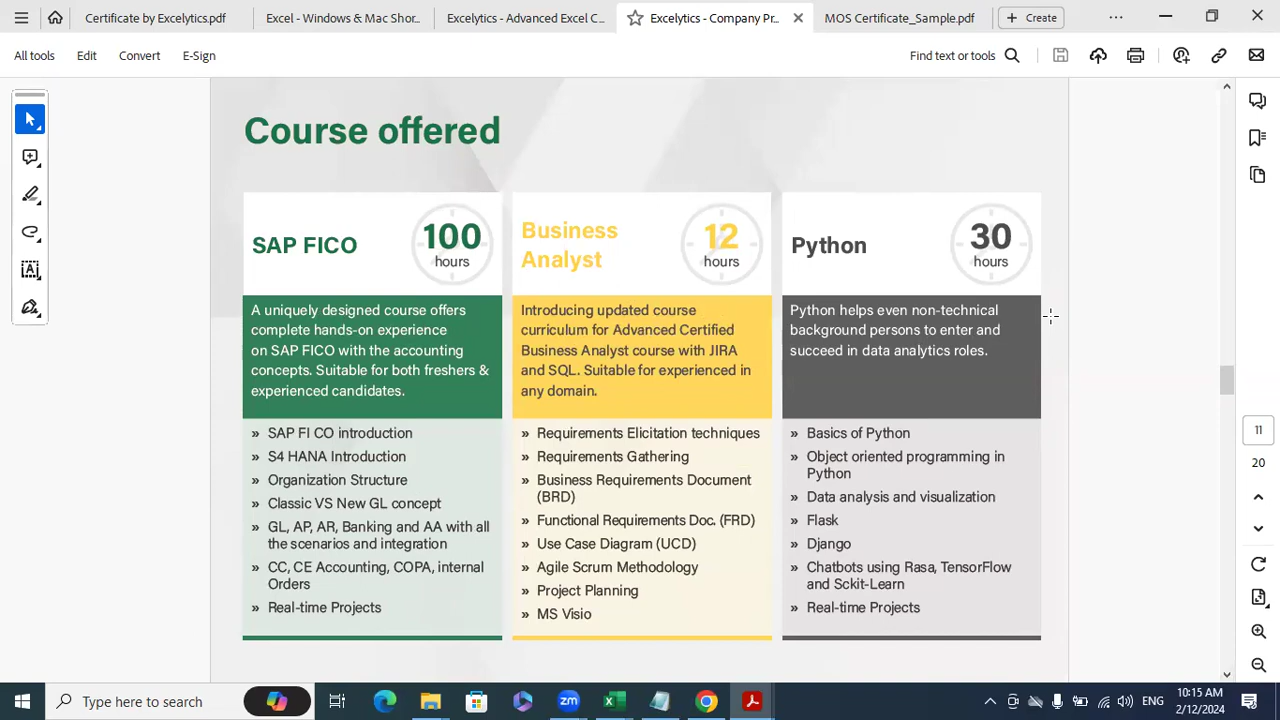 Certificate by Excelytics.pdf
Excel - Windows & Mac Shor...
Excelytics - Advanced Excel C...
Excelytics - Company Pr...
MOS Certificate_Sample.pdf
Create
All tools
Edit
Convert
E-Sign
Find text or tools
Course offered
SAP FICO
100
hours
A uniquely designed course offers
complete hands-on experience
on SAP FICO with the accounting
concepts. Suitable for both freshers &
experienced candidates.
» SAP FI CO introduction
» S4 HANA Introduction
» Organization Structure
» Classic VS New GL concept
» GL, AP, AR, Banking and AA with all
the scenarios and integration
» CC, CE Accounting, COPA, internal
Orders
» Real-time Projects
Business
Analyst
12
hours
Introducing updated course
curriculum for Advanced Certified
Business Analyst course with JIRA
and SQL. Suitable for experienced in
any domain.
» Requirements Elicitation techniques
» Requirements Gathering
» Business Requirements Document
(BRD)
» Functional Requirements Doc. (FRD)
» Use Case Diagram (UCD)
» Agile Scrum Methodology
» Project Planning
» MS Visio
Python
30
hours
Python helps even non-technical
background persons to enter and
succeed in data analytics roles.
» Basics of Python
» Object oriented programming in
Python
» Data analysis and visualization
» Flask
» Django
» Chatbots using Rasa, TensorFlow
and Sckit-Learn
» Real-time Projects
11
20
Type here to search
zm
ENG
10:15 AM
2/12/2024